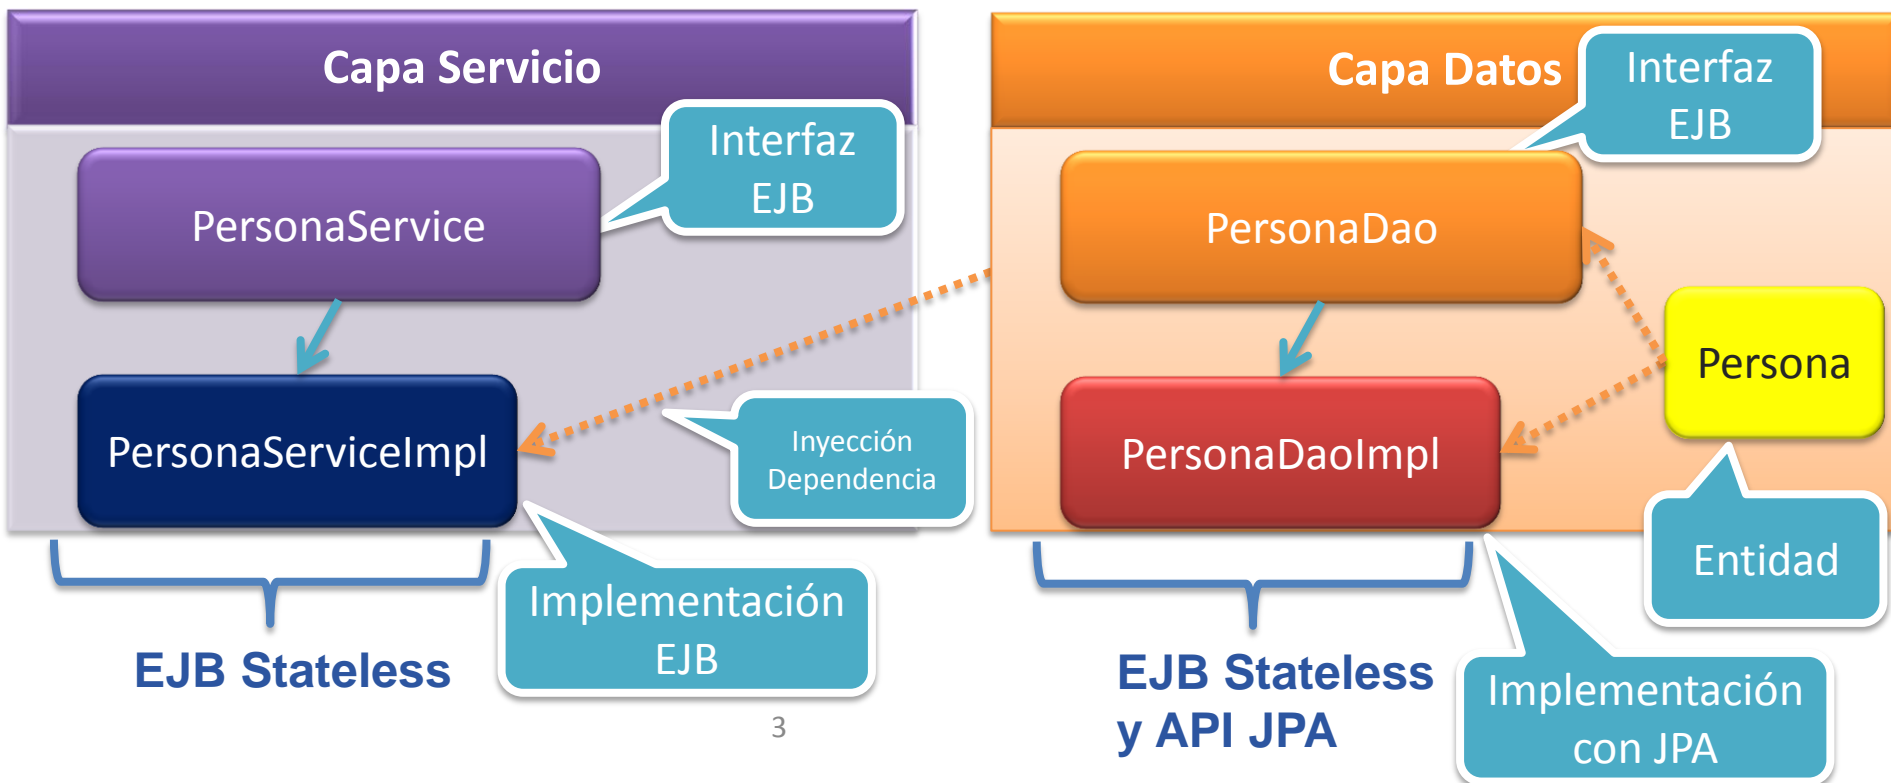 Capa Servicio
Interfaz
EJB
PersonaService
PersonaServiceImpl
Inyección
Dependencia
Implementación
EJB
EJB Stateless
Capa Datos
Interfaz
EJB
PersonaDao
Persona
PersonaDaoImpl
Entidad
EJB Stateless
y API JPA
Implementación
con JPA
3